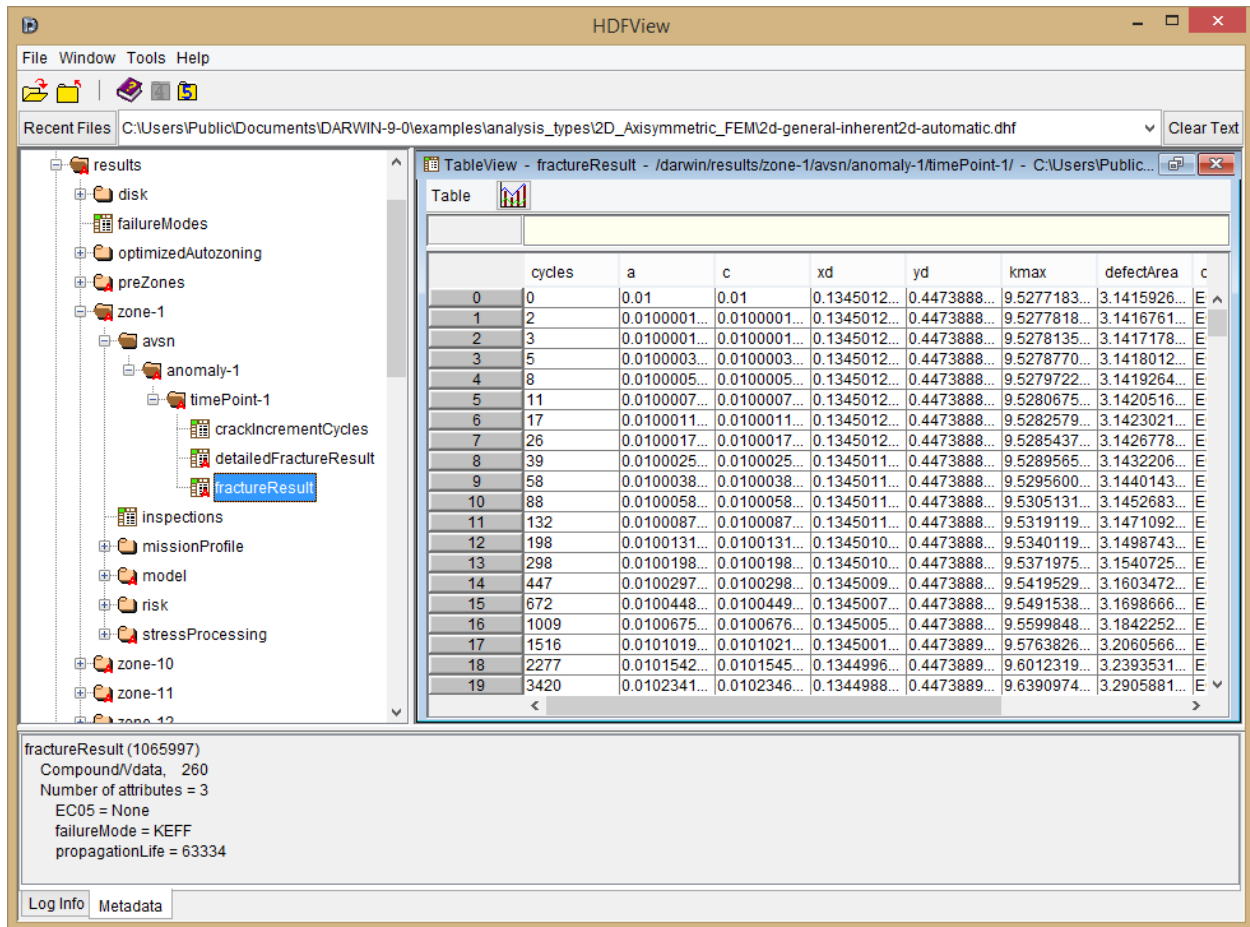 HDFView
File Window Tools Help
Recent Files C:\Users\Public\Documents\DARWIN-9-0\examples\analysis_types\2D_Axisymmetric_FEM\2d-general-inherent2d-automatic.dhf Clear Text
results
disk
failureModes
optimizedAutozoning
preZones
zone-1
avsn
anomaly-1
timePoint-1
crackIncrementCycles
detailedFractureResult
fractureResult
inspections
missionProfile
model
risk
stressProcessing
zone-10
zone-11
zone-12
TableView - fractureResult - /darwin/results/zone-1/avsn/anomaly-1/timePoint-1/ - C:\Users\Public...
Table
cycles a c xd yd kmax defectArea c
0 0 0.01 0.01 0.1345012... 0.4473888... 9.5277183... 3.1415926... E
1 2 0.0100001... 0.0100001... 0.1345012... 0.4473888... 9.5277818... 3.1416761... E
2 3 0.0100001... 0.0100001... 0.1345012... 0.4473888... 9.5278135... 3.1417178... E
3 5 0.0100003... 0.0100003... 0.1345012... 0.4473888... 9.5278770... 3.1418012... E
4 8 0.0100005... 0.0100005... 0.1345012... 0.4473888... 9.5279722... 3.1419264... E
5 11 0.0100007... 0.0100007... 0.1345012... 0.4473888... 9.5280675... 3.1420516... E
6 17 0.0100011... 0.0100011... 0.1345012... 0.4473888... 9.5282579... 3.1423021... E
7 26 0.0100017... 0.0100017... 0.1345012... 0.4473888... 9.5285437... 3.1426778... E
8 39 0.0100025... 0.0100025... 0.1345011... 0.4473888... 9.5289565... 3.1432206... E
9 58 0.0100038... 0.0100038... 0.1345011... 0.4473888... 9.5295600... 3.1440143... E
10 88 0.0100058... 0.0100058... 0.1345011... 0.4473888... 9.5305131... 3.1452683... E
11 132 0.0100087... 0.0100087... 0.1345011... 0.4473888... 9.5319119... 3.1471092... E
12 198 0.0100131... 0.0100131... 0.1345010... 0.4473888... 9.5340119... 3.1498743... E
13 298 0.0100198... 0.0100198... 0.1345010... 0.4473888... 9.5371975... 3.1540725... E
14 447 0.0100297... 0.0100298... 0.1345009... 0.4473888... 9.5419529... 3.1603472... E
15 672 0.0100448... 0.0100449... 0.1345007... 0.4473888... 9.5491538... 3.1698666... E
16 1009 0.0100675... 0.0100676... 0.1345005... 0.4473888... 9.5599848... 3.1842252... E
17 1516 0.0101019... 0.0101021... 0.1345001... 0.4473889... 9.5763826... 3.2060566... E
18 2277 0.0101542... 0.0101545... 0.1344996... 0.4473889... 9.6012319... 3.2393531... E
19 3420 0.0102341... 0.0102346... 0.1344988... 0.4473889... 9.6390974... 3.2905881... E
fractureResult (1065997)
Compound/Vdata, 260
Number of attributes = 3
EC05 = None
failureMode = KEFF
propagationLife = 63334
Log Info Metadata